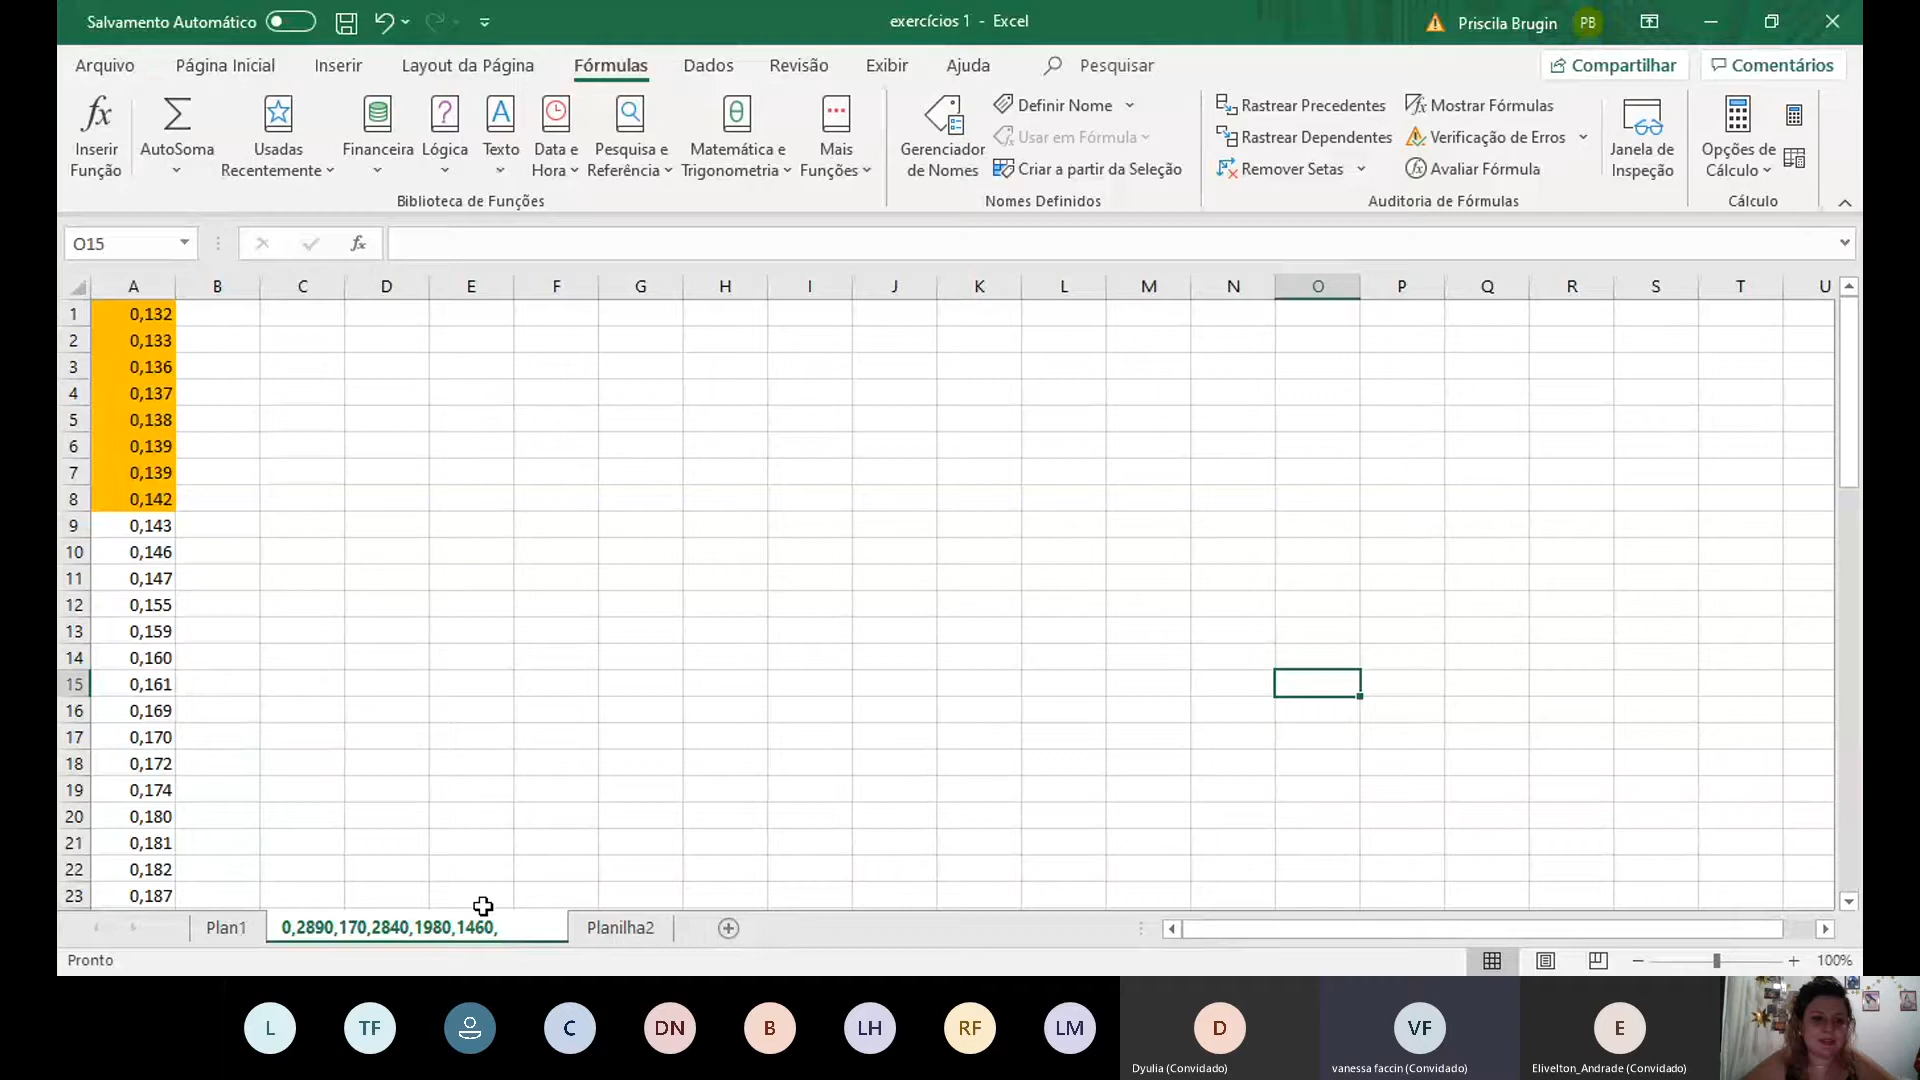 Salvamento Automático
exercícios 1 - Excel
Priscila Brugin
PB
Arquivo
Página Inicial
Inserir
Layout da Página
Fórmulas
Dados
Revisão
Exibir
Ajuda
Pesquisar
Compartilhar
Comentários
Inserir Função
AutoSoma
Usadas Recentemente
Financeira
Lógica
Texto
Data e Hora
Pesquisa e Referência
Matemática e Trigonometria
Mais Funções
Biblioteca de Funções
Gerenciador de Nomes
Definir Nome
Usar em Fórmula
Criar a partir da Seleção
Nomes Definidos
Rastrear Precedentes
Rastrear Dependentes
Remover Setas
Mostrar Fórmulas
Verificação de Erros
Avaliar Fórmula
Auditoria de Fórmulas
Janela de Inspeção
Opções de Cálculo
Cálculo
O15
fx
A B C D E F G H I J K L M N O P Q R S T U
1 0,132
2 0,133
3 0,136
4 0,137
5 0,138
6 0,139
7 0,139
8 0,142
9 0,143
10 0,146
11 0,147
12 0,155
13 0,159
14 0,160
15 0,161
16 0,169
17 0,170
18 0,172
19 0,174
20 0,180
21 0,181
22 0,182
23 0,187
Plan1
0,2890,170,2840,1980,1460,
Planilha2
Pronto
100%
L TF C DN B LH RF LM D VF E
Dyulia (Convidado)
vanessa faccin (Convidado)
Elivelton_Andrade (Convidado)